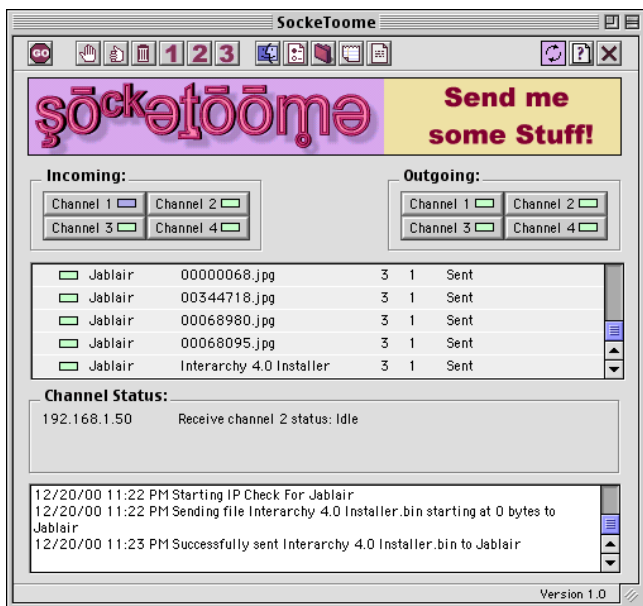 SockeToome
GO 1 2 3 ?
şōckətōōmə
Send me
some Stuff!
Incoming:
Channel 1 Channel 2
Channel 3 Channel 4
Outgoing:
Channel 1 Channel 2
Channel 3 Channel 4
Jablair 00000068.jpg 3 1 Sent
Jablair 00344718.jpg 3 1 Sent
Jablair 00068980.jpg 3 1 Sent
Jablair 00068095.jpg 3 1 Sent
Jablair Interarchy 4.0 Installer 3 1 Sent
Channel Status:
192.168.1.50 Receive channel 2 status: Idle
12/20/00 11:22 PM Starting IP Check For Jablair
12/20/00 11:22 PM Sending file Interarchy 4.0 Installer.bin starting at 0 bytes to
Jablair
12/20/00 11:23 PM Successfully sent Interarchy 4.0 Installer.bin to Jablair
Version 1.0